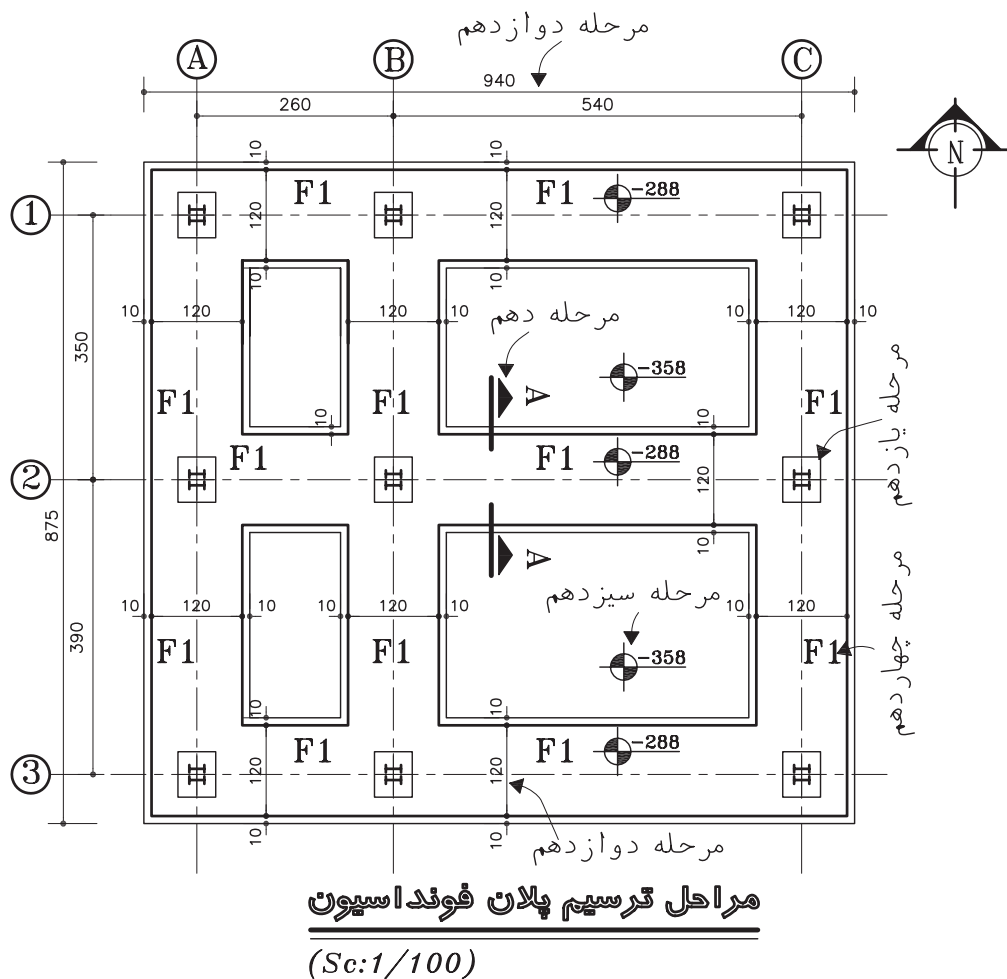 مرحله دوازدهم
A B C
940
260 540
N
10 10
1 F1 F1 -288
120 120
10 10
10 120 120 10 120 10
مرحله دهم
350
-358
A
مرحله یازدهم
F1 F1 F1
10 10
F1 F1 -288
2
120
875
10
A
مرحله سیزدهم
مرحله چهاردهم
10 120 10 10 120 10 10 120
390
F1 F1 F1
-358
10 10
F1 F1 -288
3
120 120
10 10
مرحله دوازدهم
مراحل ترسیم پلان فونداسیون
(Sc:1/100)